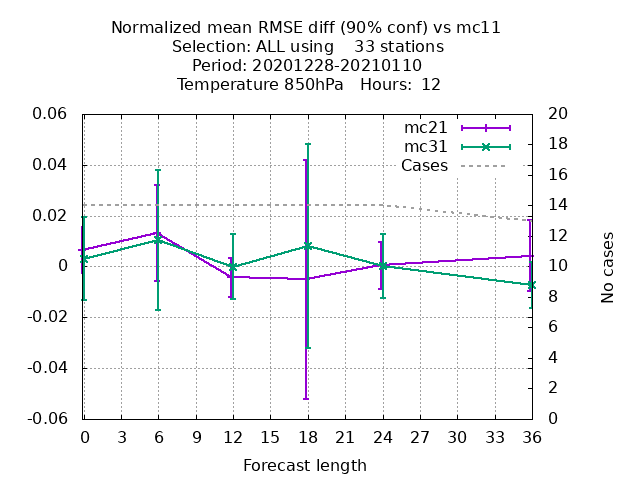 Normalized mean RMSE diff (90% conf) vs mc11
Selection: ALL using    33 stations
Period: 20201228-20210110
Temperature 850hPa   Hours:  12
mc21
mc31
Cases
0.06
0.04
0.02
0
-0.02
-0.04
-0.06
20
18
16
14
12
10
8
6
4
2
0
No cases
0 3 6 9 12 15 18 21 24 27 30 33 36
Forecast length